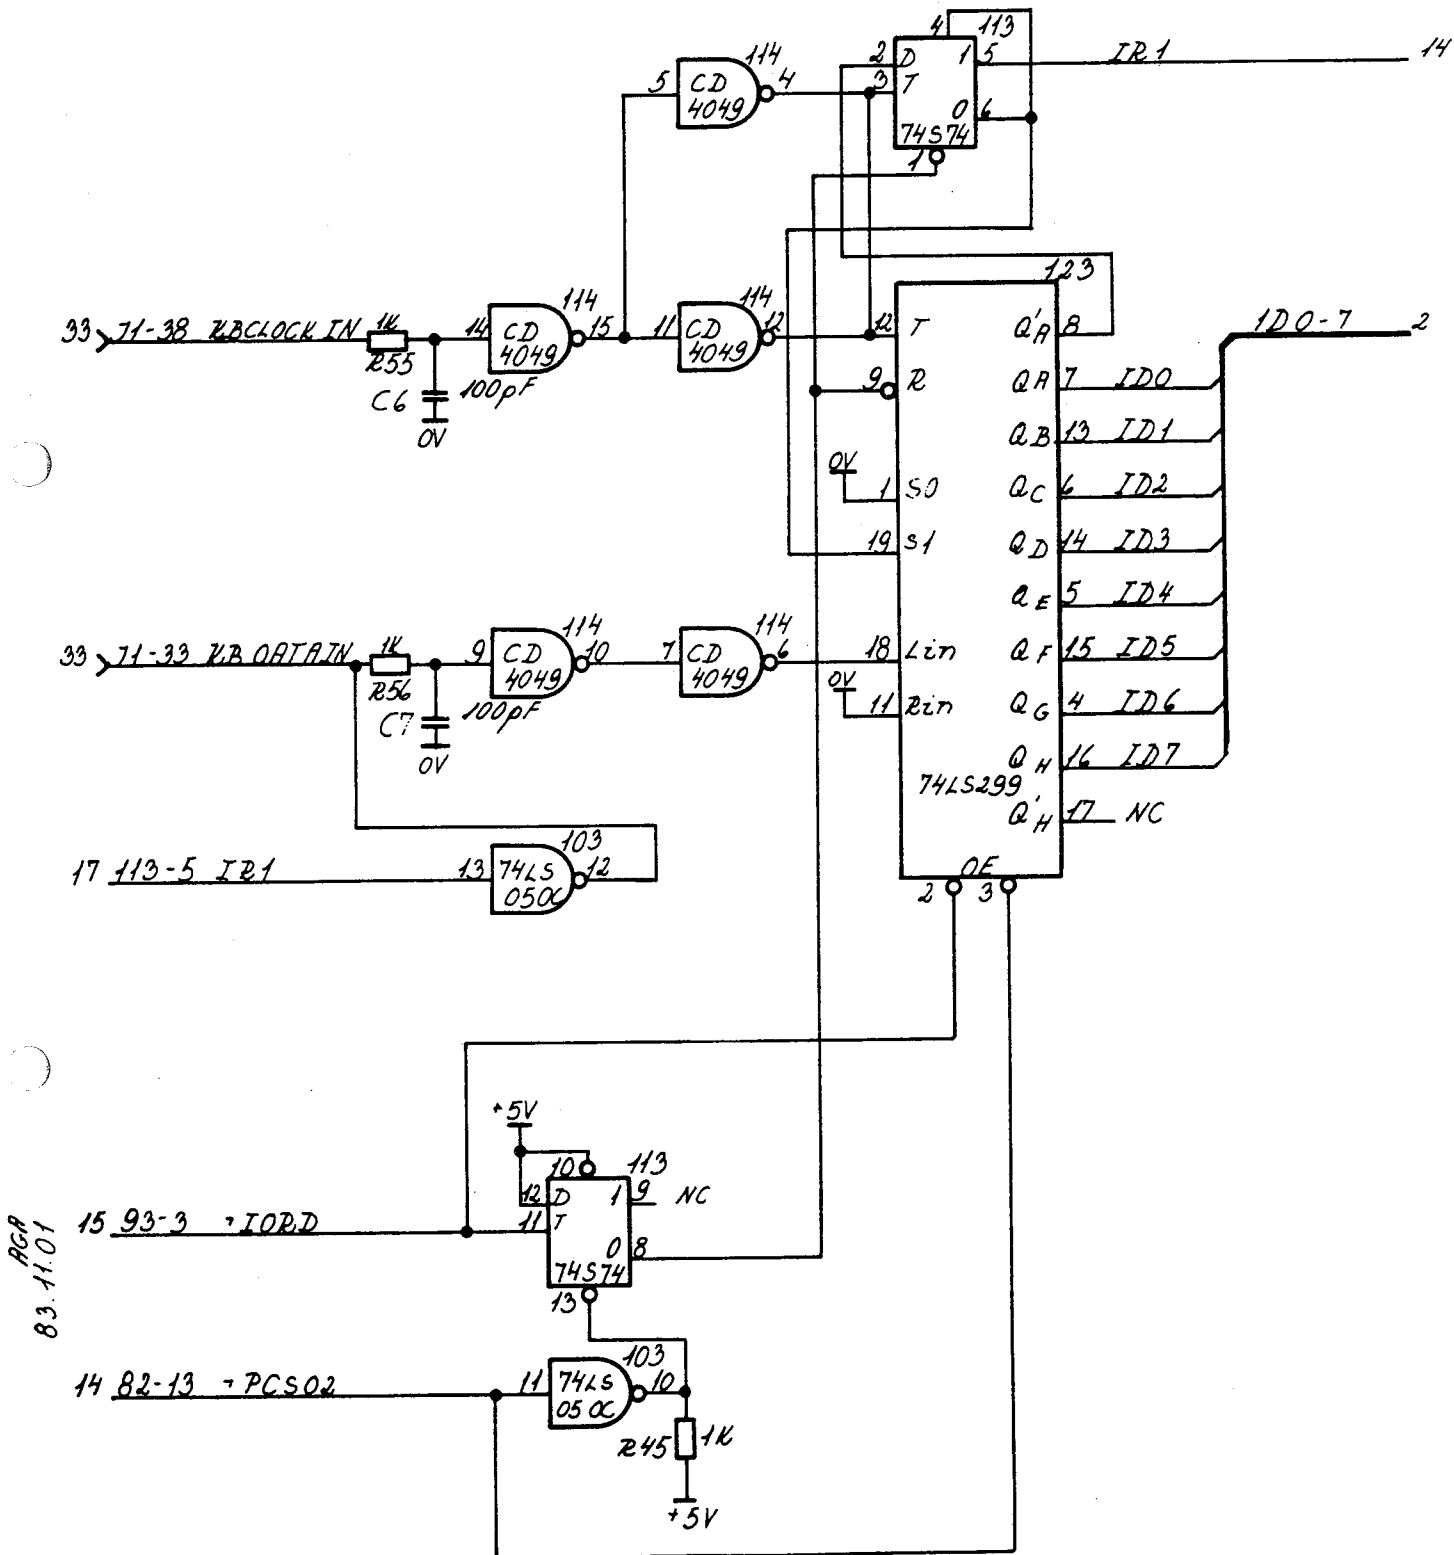 4 113
2 D 1 5 IR1 14
114
5 CD 4049 4
3 T
0 6
74S74
1
123
33 71-38 KBCLOCK IN 1K R55
C6 100pF
0V
114
14 CD 4049 15
114
11 CD 4049 12
12 T Q'A 8
1D0-7 2
9 R QA 7 ID0
QB 13 ID1
0V
1 S0 QC 6 ID2
19 S1 QD 14 ID3
QE 5 ID4
33 71-33 KB DATAIN 1K R56
C7 100pF
0V
114
9 CD 4049 10
114
7 CD 4049 6
18 Lin QF 15 ID5
0V
11 Rin QG 4 ID6
QH 16 ID7
74LS299
Q'H 17 NC
OE
2 3
17 113-5 IR1
103
13 74LS 05OC 12
+5V
10 113
12 D 1 9 NC
15 93-3 ¬IORD
11 T
0 8
74S74
13
14 82-13 ¬PCS02
103
11 74LS 05 OC 10
R45 1K
+5V
AGA
83.11.01